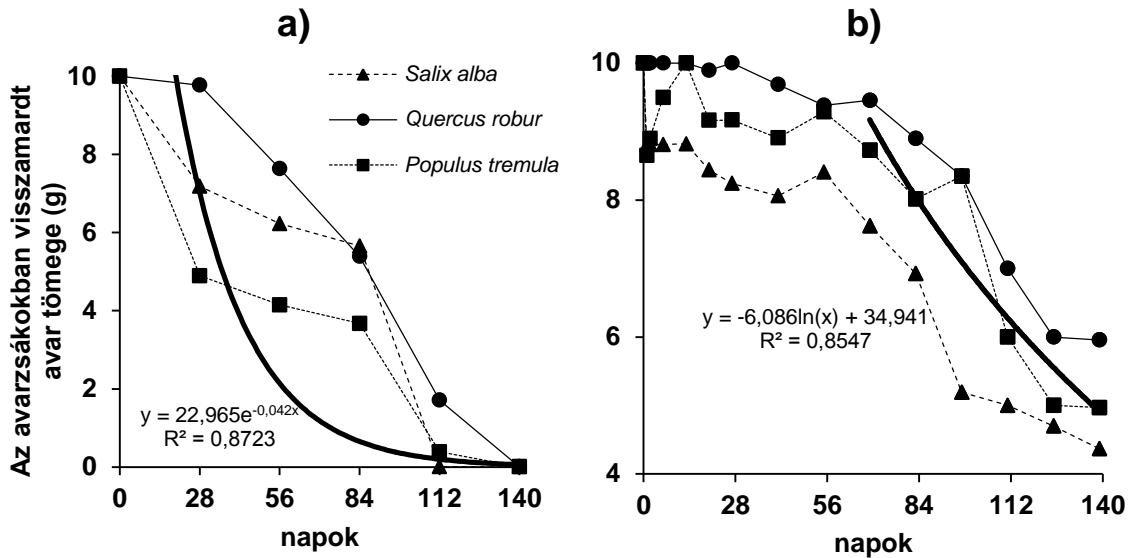 a)
Az avarzsákokban visszamardt
avar tömege (g)
10
8
6
4
2
0
Salix alba
Quercus robur
Populus tremula
y = 22,965e^-0,042x
R² = 0,8723
0 28 56 84 112 140
napok
b)
10
8
6
4
y = -6,086ln(x) + 34,941
R² = 0,8547
0 28 56 84 112 140
napok